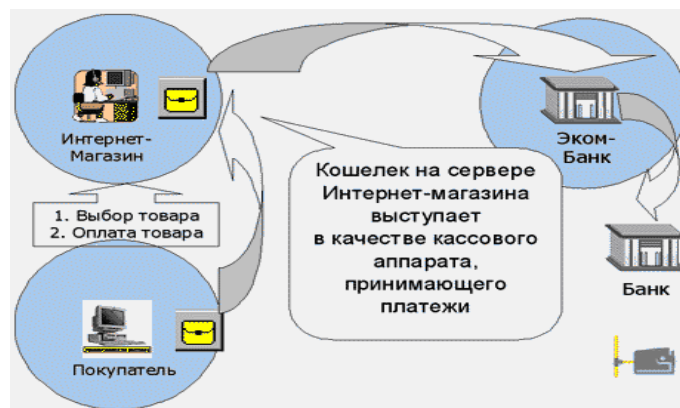 Интернет-
Магазин
Эком-
Банк
Кошелек на сервере
Интернет-магазина
выступает
в качестве кассового
аппарата,
принимающего
платежи
1. Выбор товара
2. Оплата товара
Банк
Покупатель